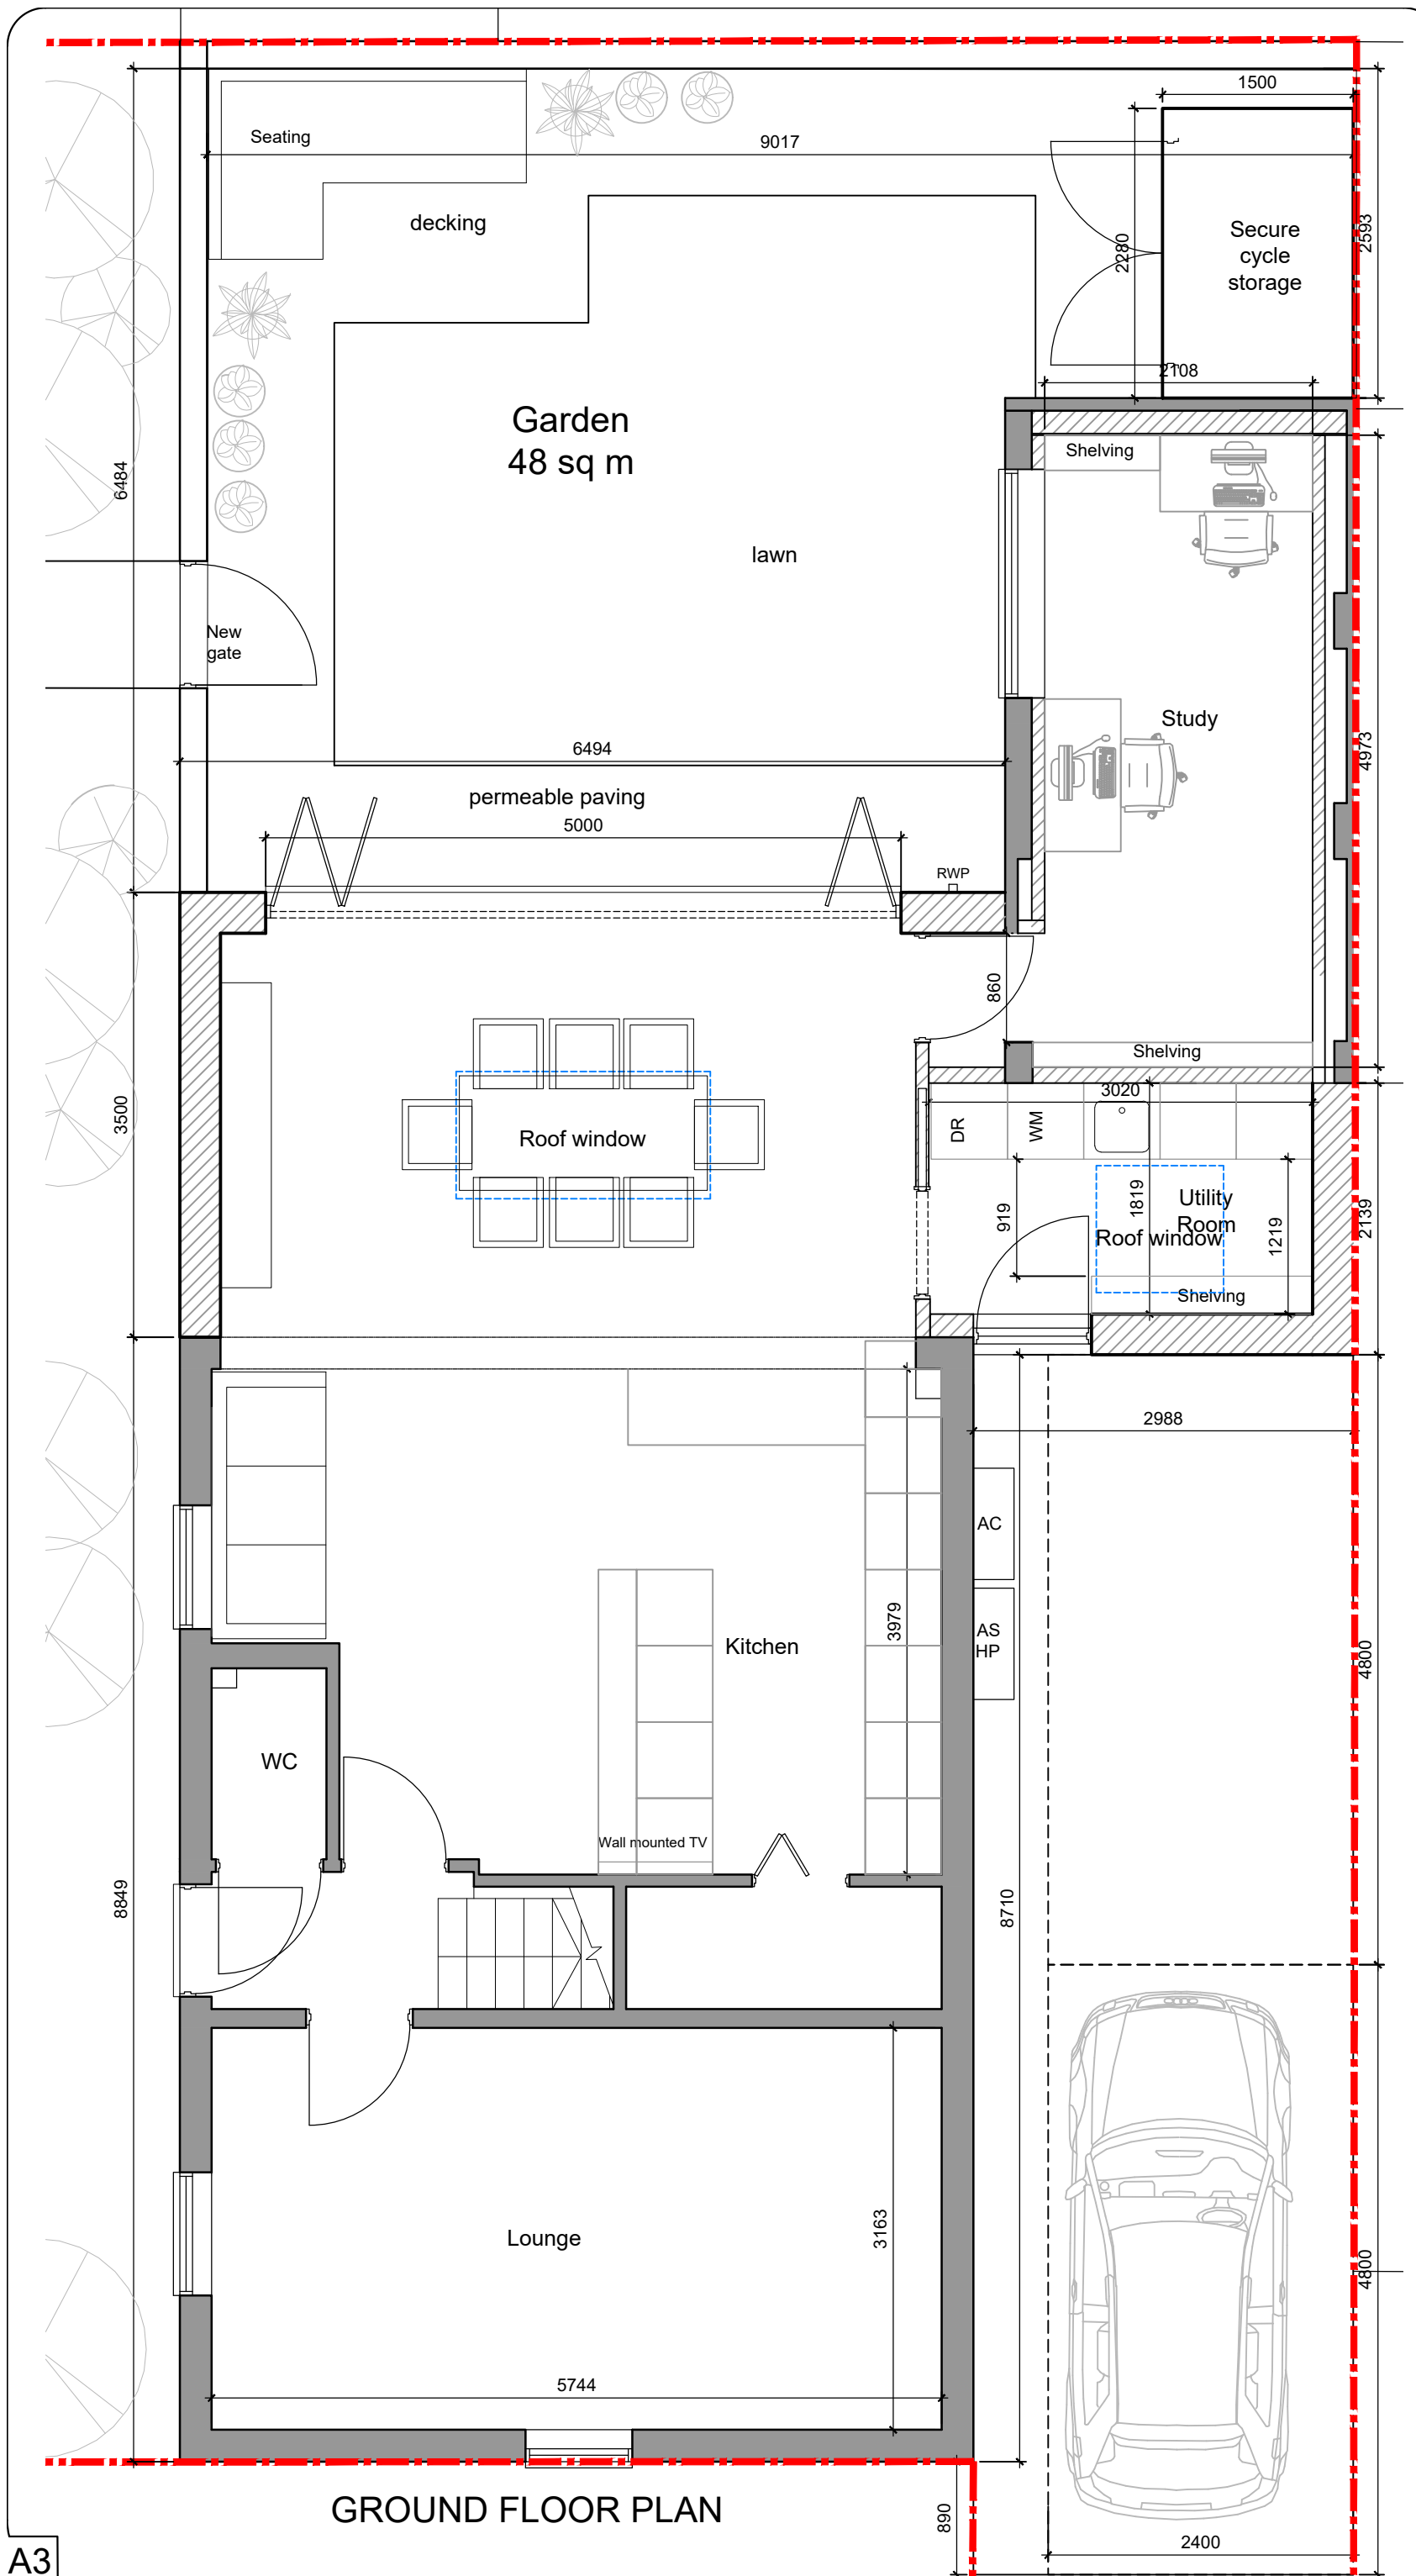 1500
Seating
9017
decking
2280
Secure
cycle
storage
2593
2108
Garden
48 sq m
Shelving
6484
lawn
New
gate
Study
6494
4973
permeable paving
5000
RWP
860
Shelving
3020
3500
Roof window
DR
WM
919
1819
Utility
Room
Roof window
1219
2139
Shelving
2988
AC
3979
AS
HP
Kitchen
4800
WC
Wall mounted TV
8849
8710
3163
Lounge
4800
5744
GROUND FLOOR PLAN
890
2400
A3